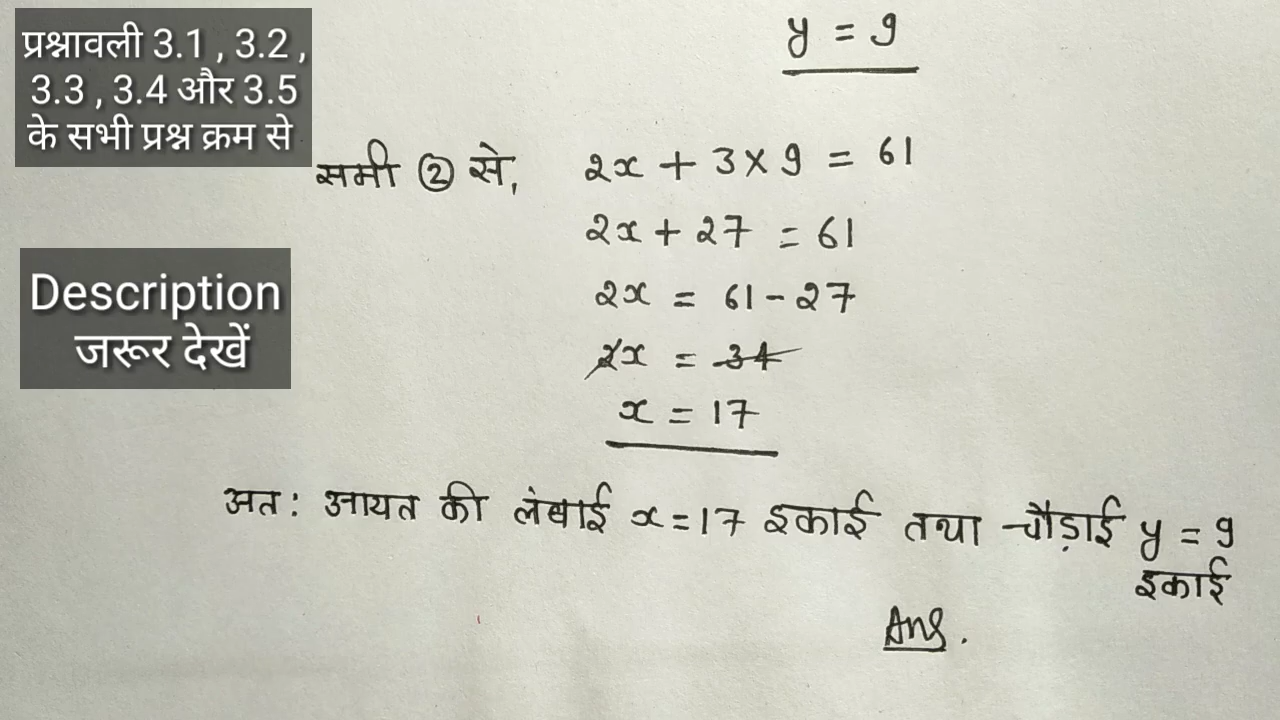 प्रश्नावली 3.1 , 3.2 ,
3.3 , 3.4 और 3.5
के सभी प्रश्न क्रम से
Description
जरूर देखें
y = 9
समी ② से, 2x + 3 × 9 = 61
2x + 27 = 61
2x = 61 - 27
2x = 34
x = 17
अत: आयत की लंबाई x = 17 इकाई तथा चौड़ाई y = 9
इकाई
Ans.